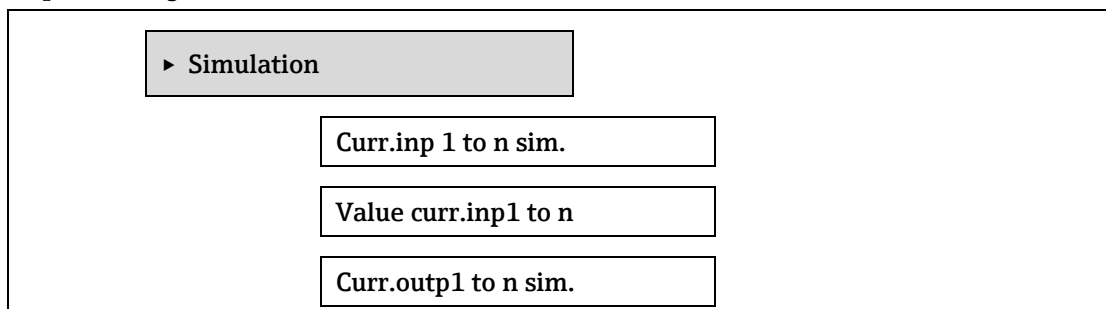 ▶ Simulation
Curr.inp 1 to n sim.
Value curr.inp1 to n
Curr.outp1 to n sim.